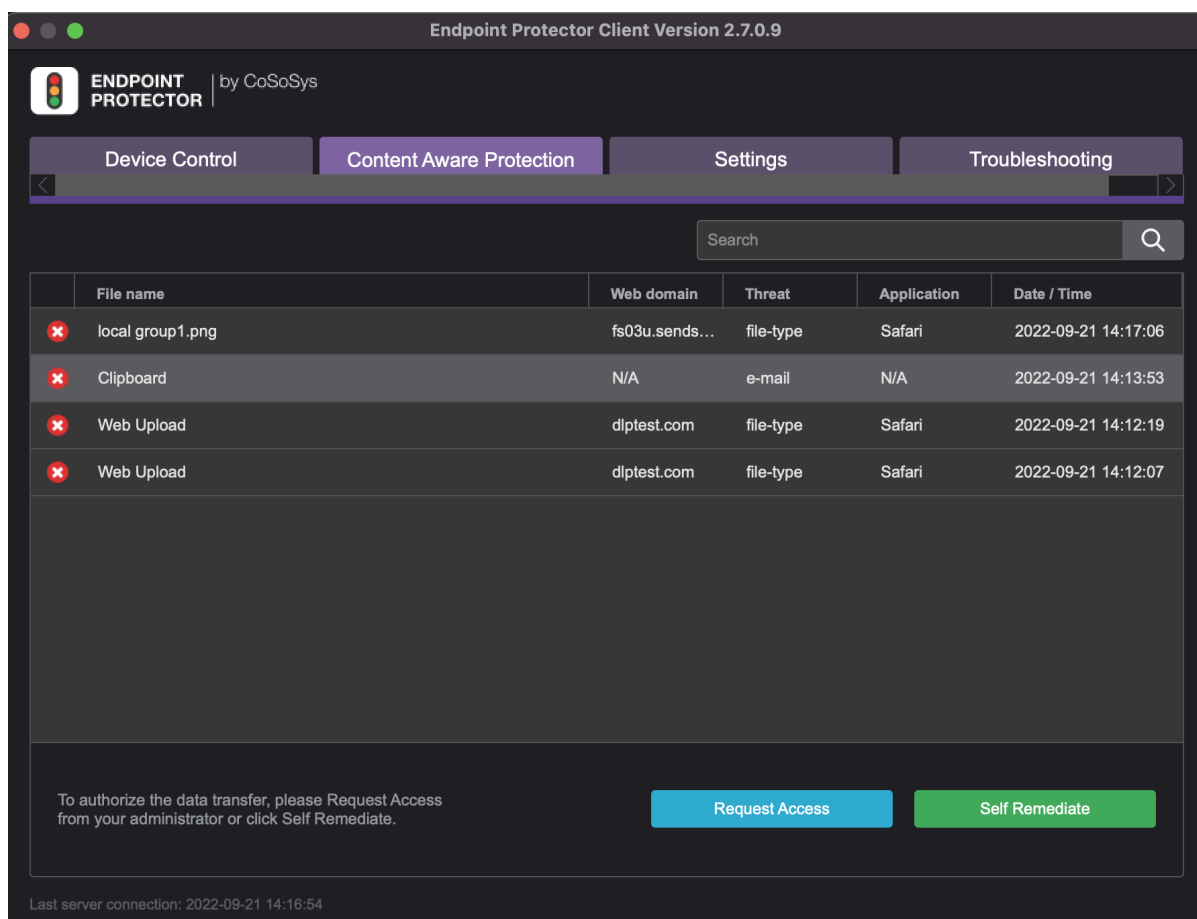 Endpoint Protector Client Version 2.7.0.9
ENDPOINT
PROTECTOR
by CoSoSys
Device Control
Content Aware Protection
Settings
Troubleshooting
Search
File name Web domain Threat Application Date / Time
local group1.png fs03u.sends... file-type Safari 2022-09-21 14:17:06
Clipboard N/A e-mail N/A 2022-09-21 14:13:53
Web Upload dlptest.com file-type Safari 2022-09-21 14:12:19
Web Upload dlptest.com file-type Safari 2022-09-21 14:12:07
To authorize the data transfer, please Request Access
from your administrator or click Self Remediate.
Request Access
Self Remediate
Last server connection: 2022-09-21 14:16:54